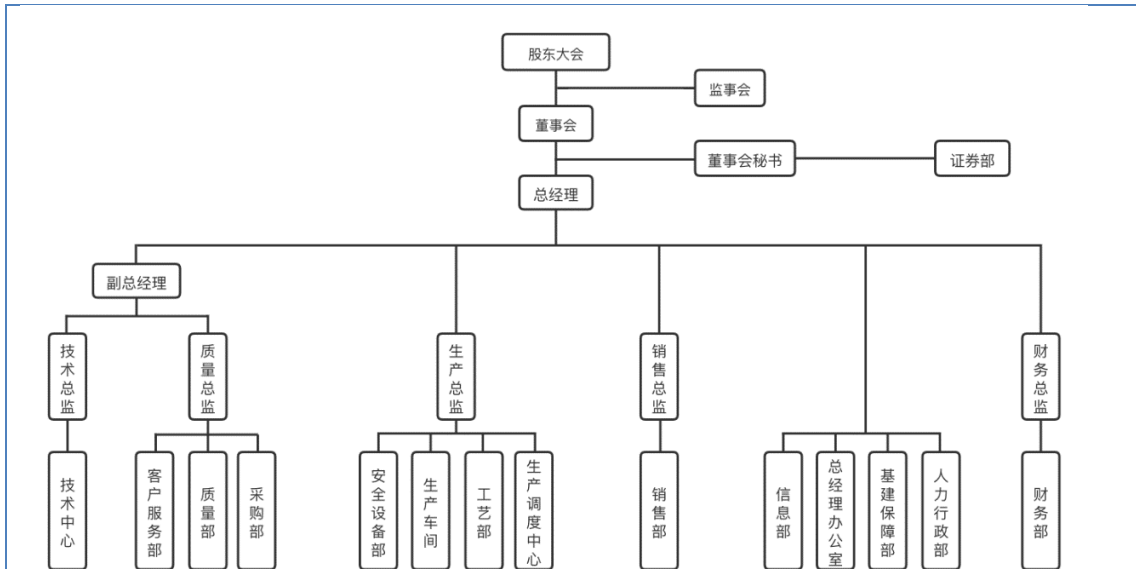 股东大会
监事会
董事会
董事会秘书
证券部
总经理
副总经理
技术总监
质量总监
生产总监
销售总监
财务总监
技术中心
客户服务部
质量部
采购部
安全设备部
生产车间
工艺部
生产调度中心
销售部
信息部
总经理办公室
基建保障部
人力行政部
财务部